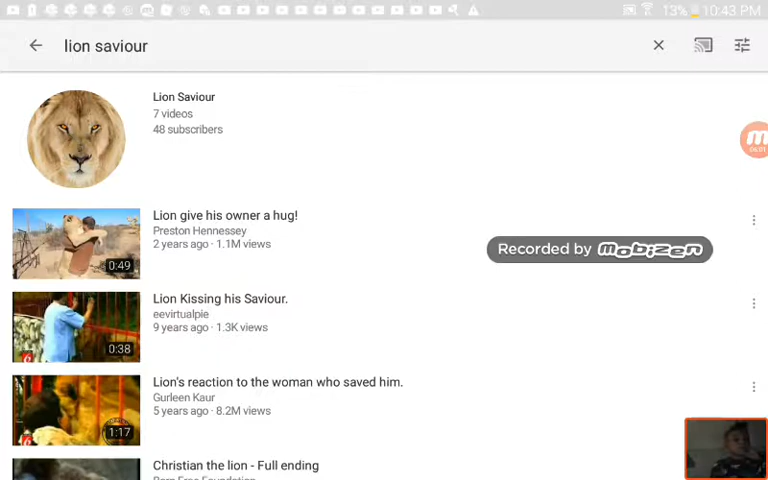 13% 10:43 PM
lion saviour
Lion Saviour
7 videos
48 subscribers
Lion give his owner a hug!
Preston Hennessey
2 years ago · 1.1M views
0:49
Recorded by mobizen
Lion Kissing his Saviour.
eevirtualpie
9 years ago · 1.3K views
0:38
Lion's reaction to the woman who saved him.
Gurleen Kaur
5 years ago · 8.2M views
1:17
Christian the lion - Full ending
Born Free Foundation